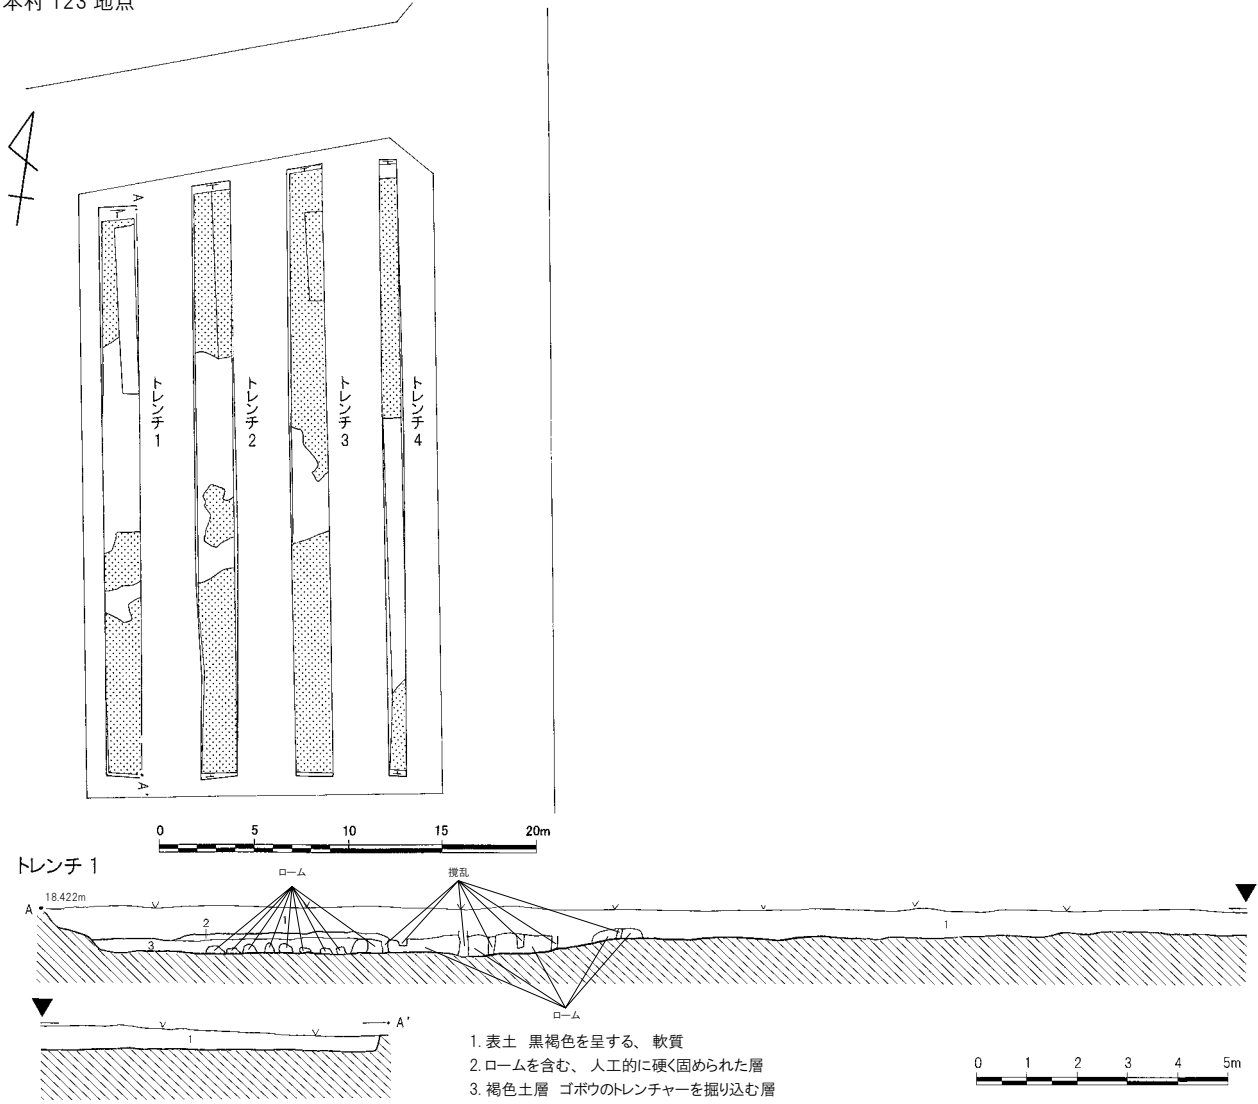 本村 123 地点
A
トレンチ1
トレンチ2
トレンチ3
トレンチ4
A'
0 5 10 15 20m
トレンチ 1
ローム
攪乱
A
18.422m
2
1
3
1
ローム
A'
1
1. 表土 黒褐色を呈する、 軟質
2. ロームを含む、 人工的に硬く固められた層
3. 褐色土層 ゴボウのトレンチャーを掘り込む層
0 1 2 3 4 5m